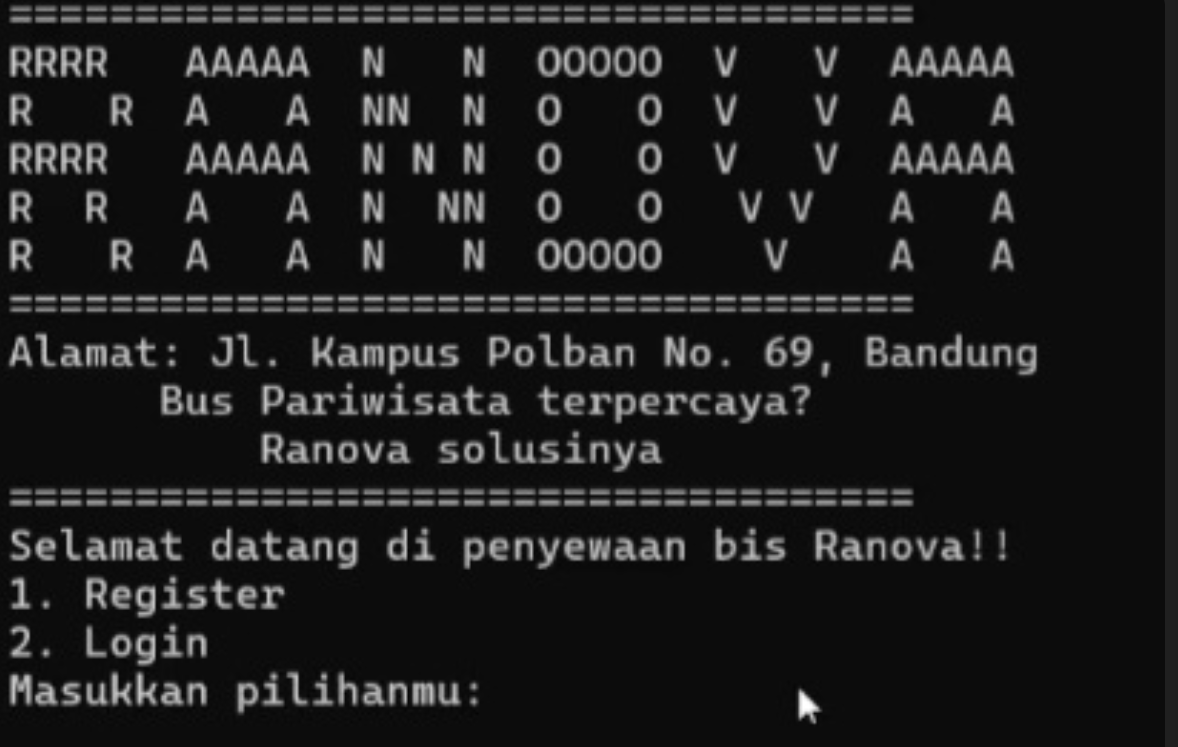 ====================================
RRRR   AAAAA  N   N  OOOOO  V   V  AAAAA
R   R  A   A  NN  N  O   O  V   V  A   A
RRRR   AAAAA  N N N  O   O  V   V  AAAAA
R  R   A   A  N  NN  O   O   V V   A   A
R   R  A   A  N   N  OOOOO    V    A   A
====================================
Alamat: Jl. Kampus Polban No. 69, Bandung
      Bus Pariwisata terpercaya?
          Ranova solusinya
====================================
Selamat datang di penyewaan bis Ranova!!
1. Register
2. Login
Masukkan pilihanmu: